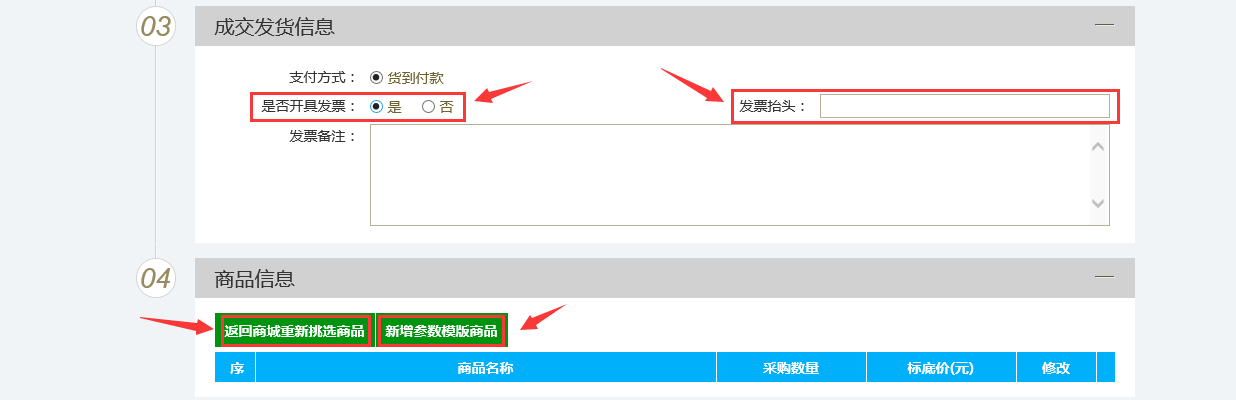 03 成交发货信息
支付方式： 货到付款
是否开具发票： 是 否 发票抬头：
发票备注：
04 商品信息
返回商城重新挑选商品 新增参数模版商品
序 商品名称 采购数量 标底价(元) 修改